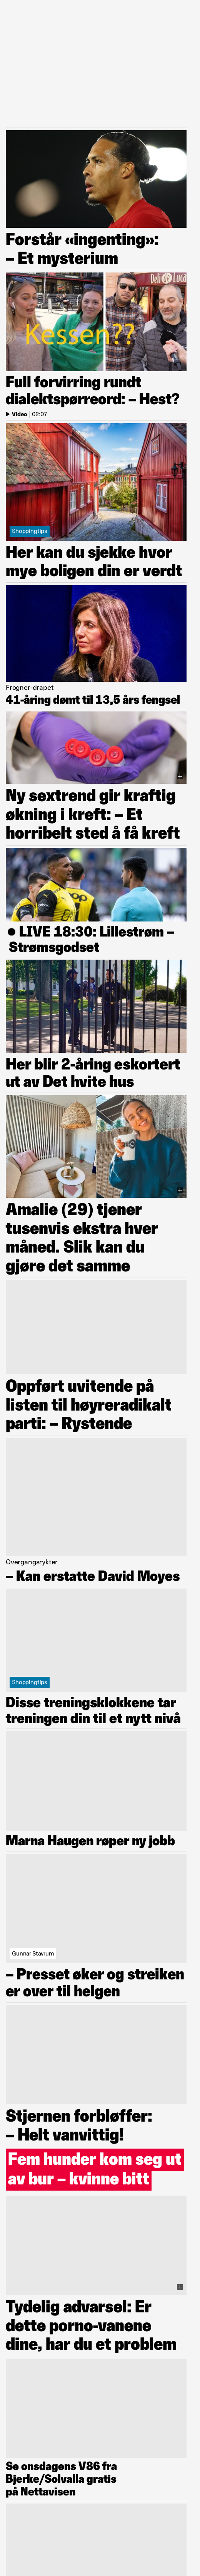 Forstår «ingenting»:
– Et mysterium
Deli de Luca
Kessen??
Full forvirring rundt
dialektspørreord: – Hest?
Video | 02:07
Shoppingtips
Her kan du sjekke hvor
mye boligen din er verdt
Frogner-drapet
41-åring dømt til 13,5 års fengsel
Ny sextrend gir kraftig
økning i kreft: – Et
horribelt sted å få kreft
LIVE 18:30: Lillestrøm –
Strømsgodset
Her blir 2-åring eskortert
ut av Det hvite hus
Amalie (29) tjener
tusenvis ekstra hver
måned. Slik kan du
gjøre det samme
Oppført uvitende på
listen til høyreradikalt
parti: – Rystende
Overgangsrykter
– Kan erstatte David Moyes
Shoppingtips
Disse treningsklokkene tar
treningen din til et nytt nivå
Marna Haugen røper ny jobb
Gunnar Stavrum
– Presset øker og streiken
er over til helgen
Stjernen forbløffer:
– Helt vanvittig!
Fem hunder kom seg ut
av bur – kvinne bitt
Tydelig advarsel: Er
dette porno-vanene
dine, har du et problem
Se onsdagens V86 fra
Bjerke/Solvalla gratis
på Nettavisen